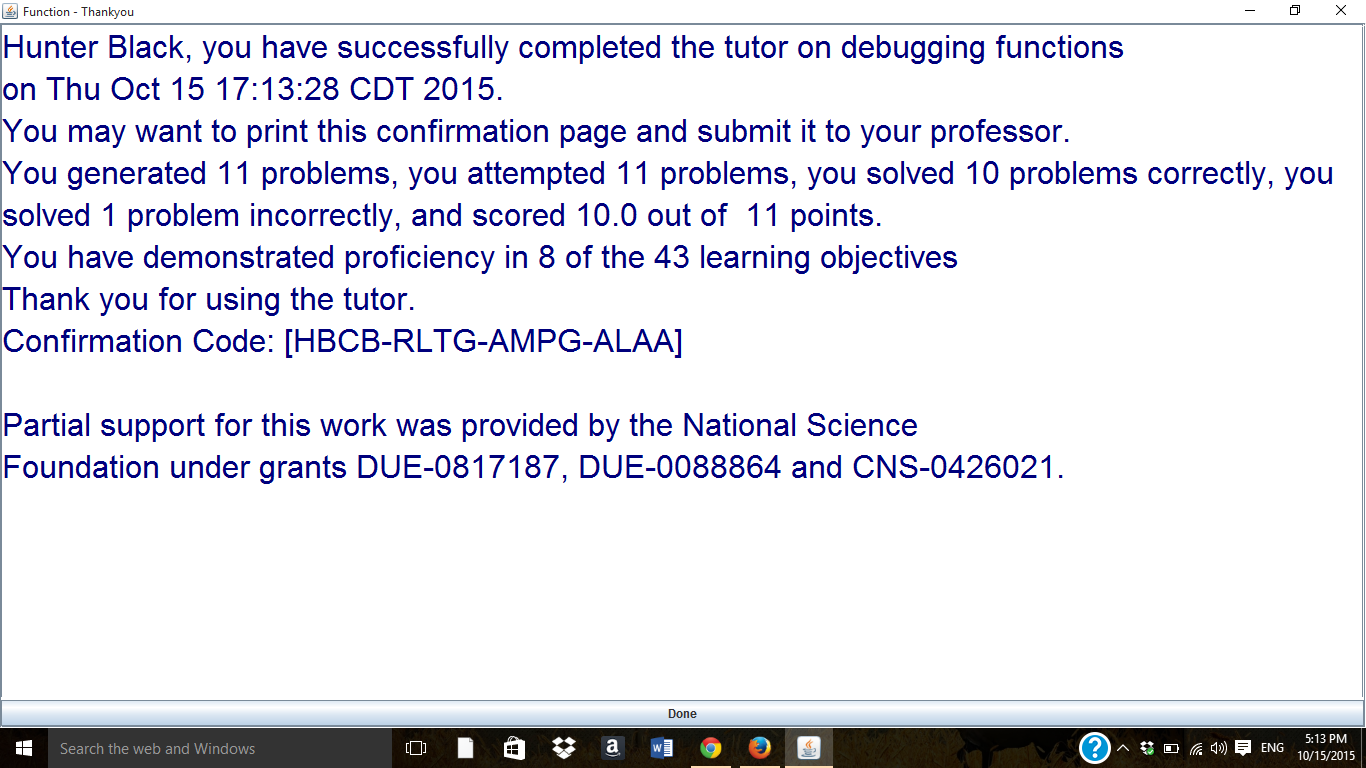 Function - Thankyou
Hunter Black, you have successfully completed the tutor on debugging functions
on Thu Oct 15 17:13:28 CDT 2015.
You may want to print this confirmation page and submit it to your professor.
You generated 11 problems, you attempted 11 problems, you solved 10 problems correctly, you
solved 1 problem incorrectly, and scored 10.0 out of  11 points.
You have demonstrated proficiency in 8 of the 43 learning objectives
Thank you for using the tutor.
Confirmation Code: [HBCB-RLTG-AMPG-ALAA]
Partial support for this work was provided by the National Science
Foundation under grants DUE-0817187, DUE-0088864 and CNS-0426021.
Done
Search the web and Windows
ENG
5:13 PM
10/15/2015